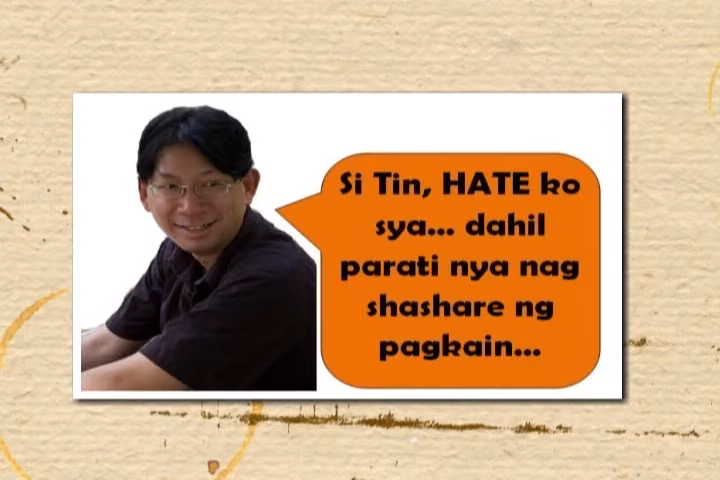 Si Tin, HATE ko
sya... dahil
parati nya nag
shashare ng
pagkain...